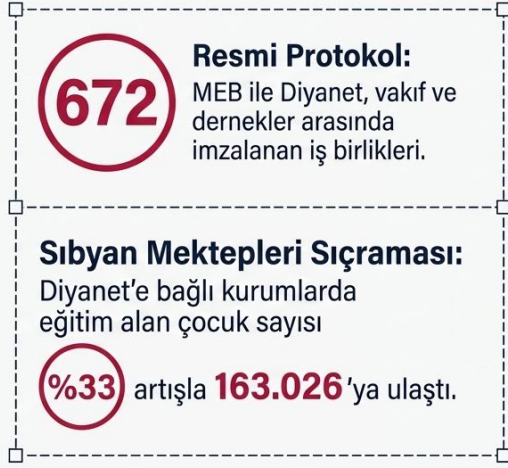 672
Resmi Protokol:
MEB ile Diyanet, vakıf ve
dernekler arasında
imzalanan iş birlikleri.
Sıbyan Mektepleri Sıçraması:
Diyanet’e bağlı kurumlarda
eğitim alan çocuk sayısı
%33 artışla 163.026’ya ulaştı.